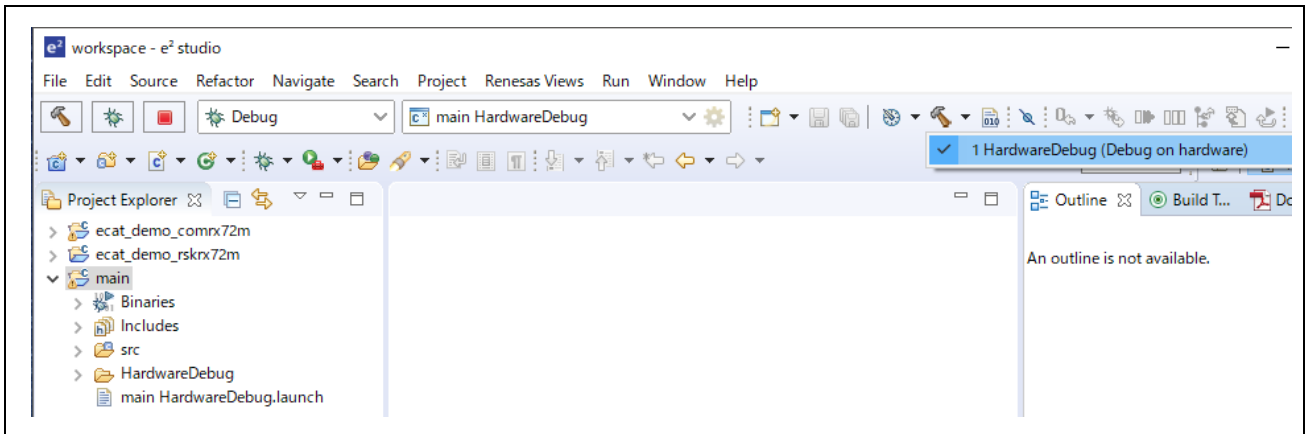 e² workspace - e² studio
File Edit Source Refactor Navigate Search Project Renesas Views Run Window Help
Debug main HardwareDebug
1 HardwareDebug (Debug on hardware)
Project Explorer
ecat_demo_comrx72m
ecat_demo_rskrx72m
main
Binaries
Includes
src
HardwareDebug
main HardwareDebug.launch
Outline Build T... Do
An outline is not available.